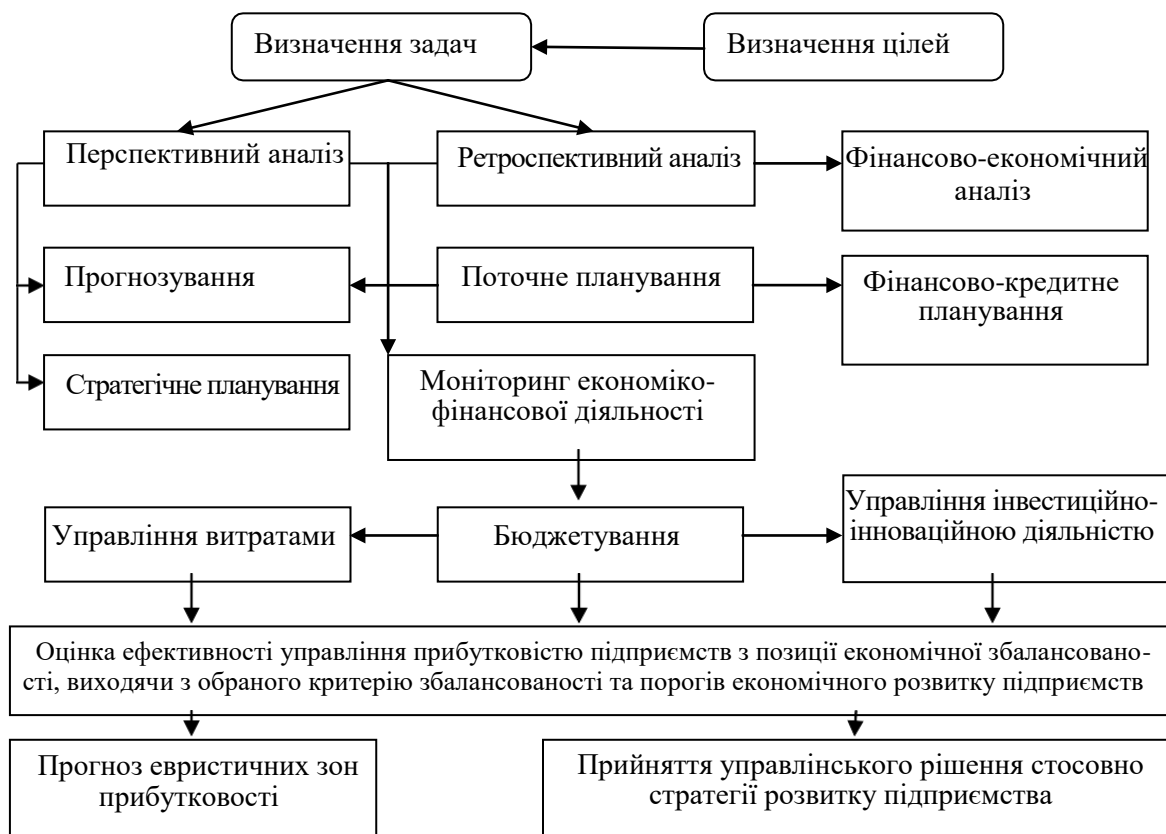 Визначення задач
Визначення цілей
Перспективний аналіз
Ретроспективний аналіз
Фінансово-економічний
аналіз
Прогнозування
Поточне планування
Фінансово-кредитне
планування
Стратегічне планування
Моніторинг економіко-
фінансової діяльності
Управління витратами
Бюджетування
Управління інвестиційно-
інноваційною діяльністю
Оцінка ефективності управління прибутковістю підприємств з позиції економічної збалансовано-
сті, виходячи з обраного критерію збалансованості та порогів економічного розвитку підприємств
Прогноз евристичних зон
прибутковості
Прийняття управлінського рішення стосовно
стратегії розвитку підприємства